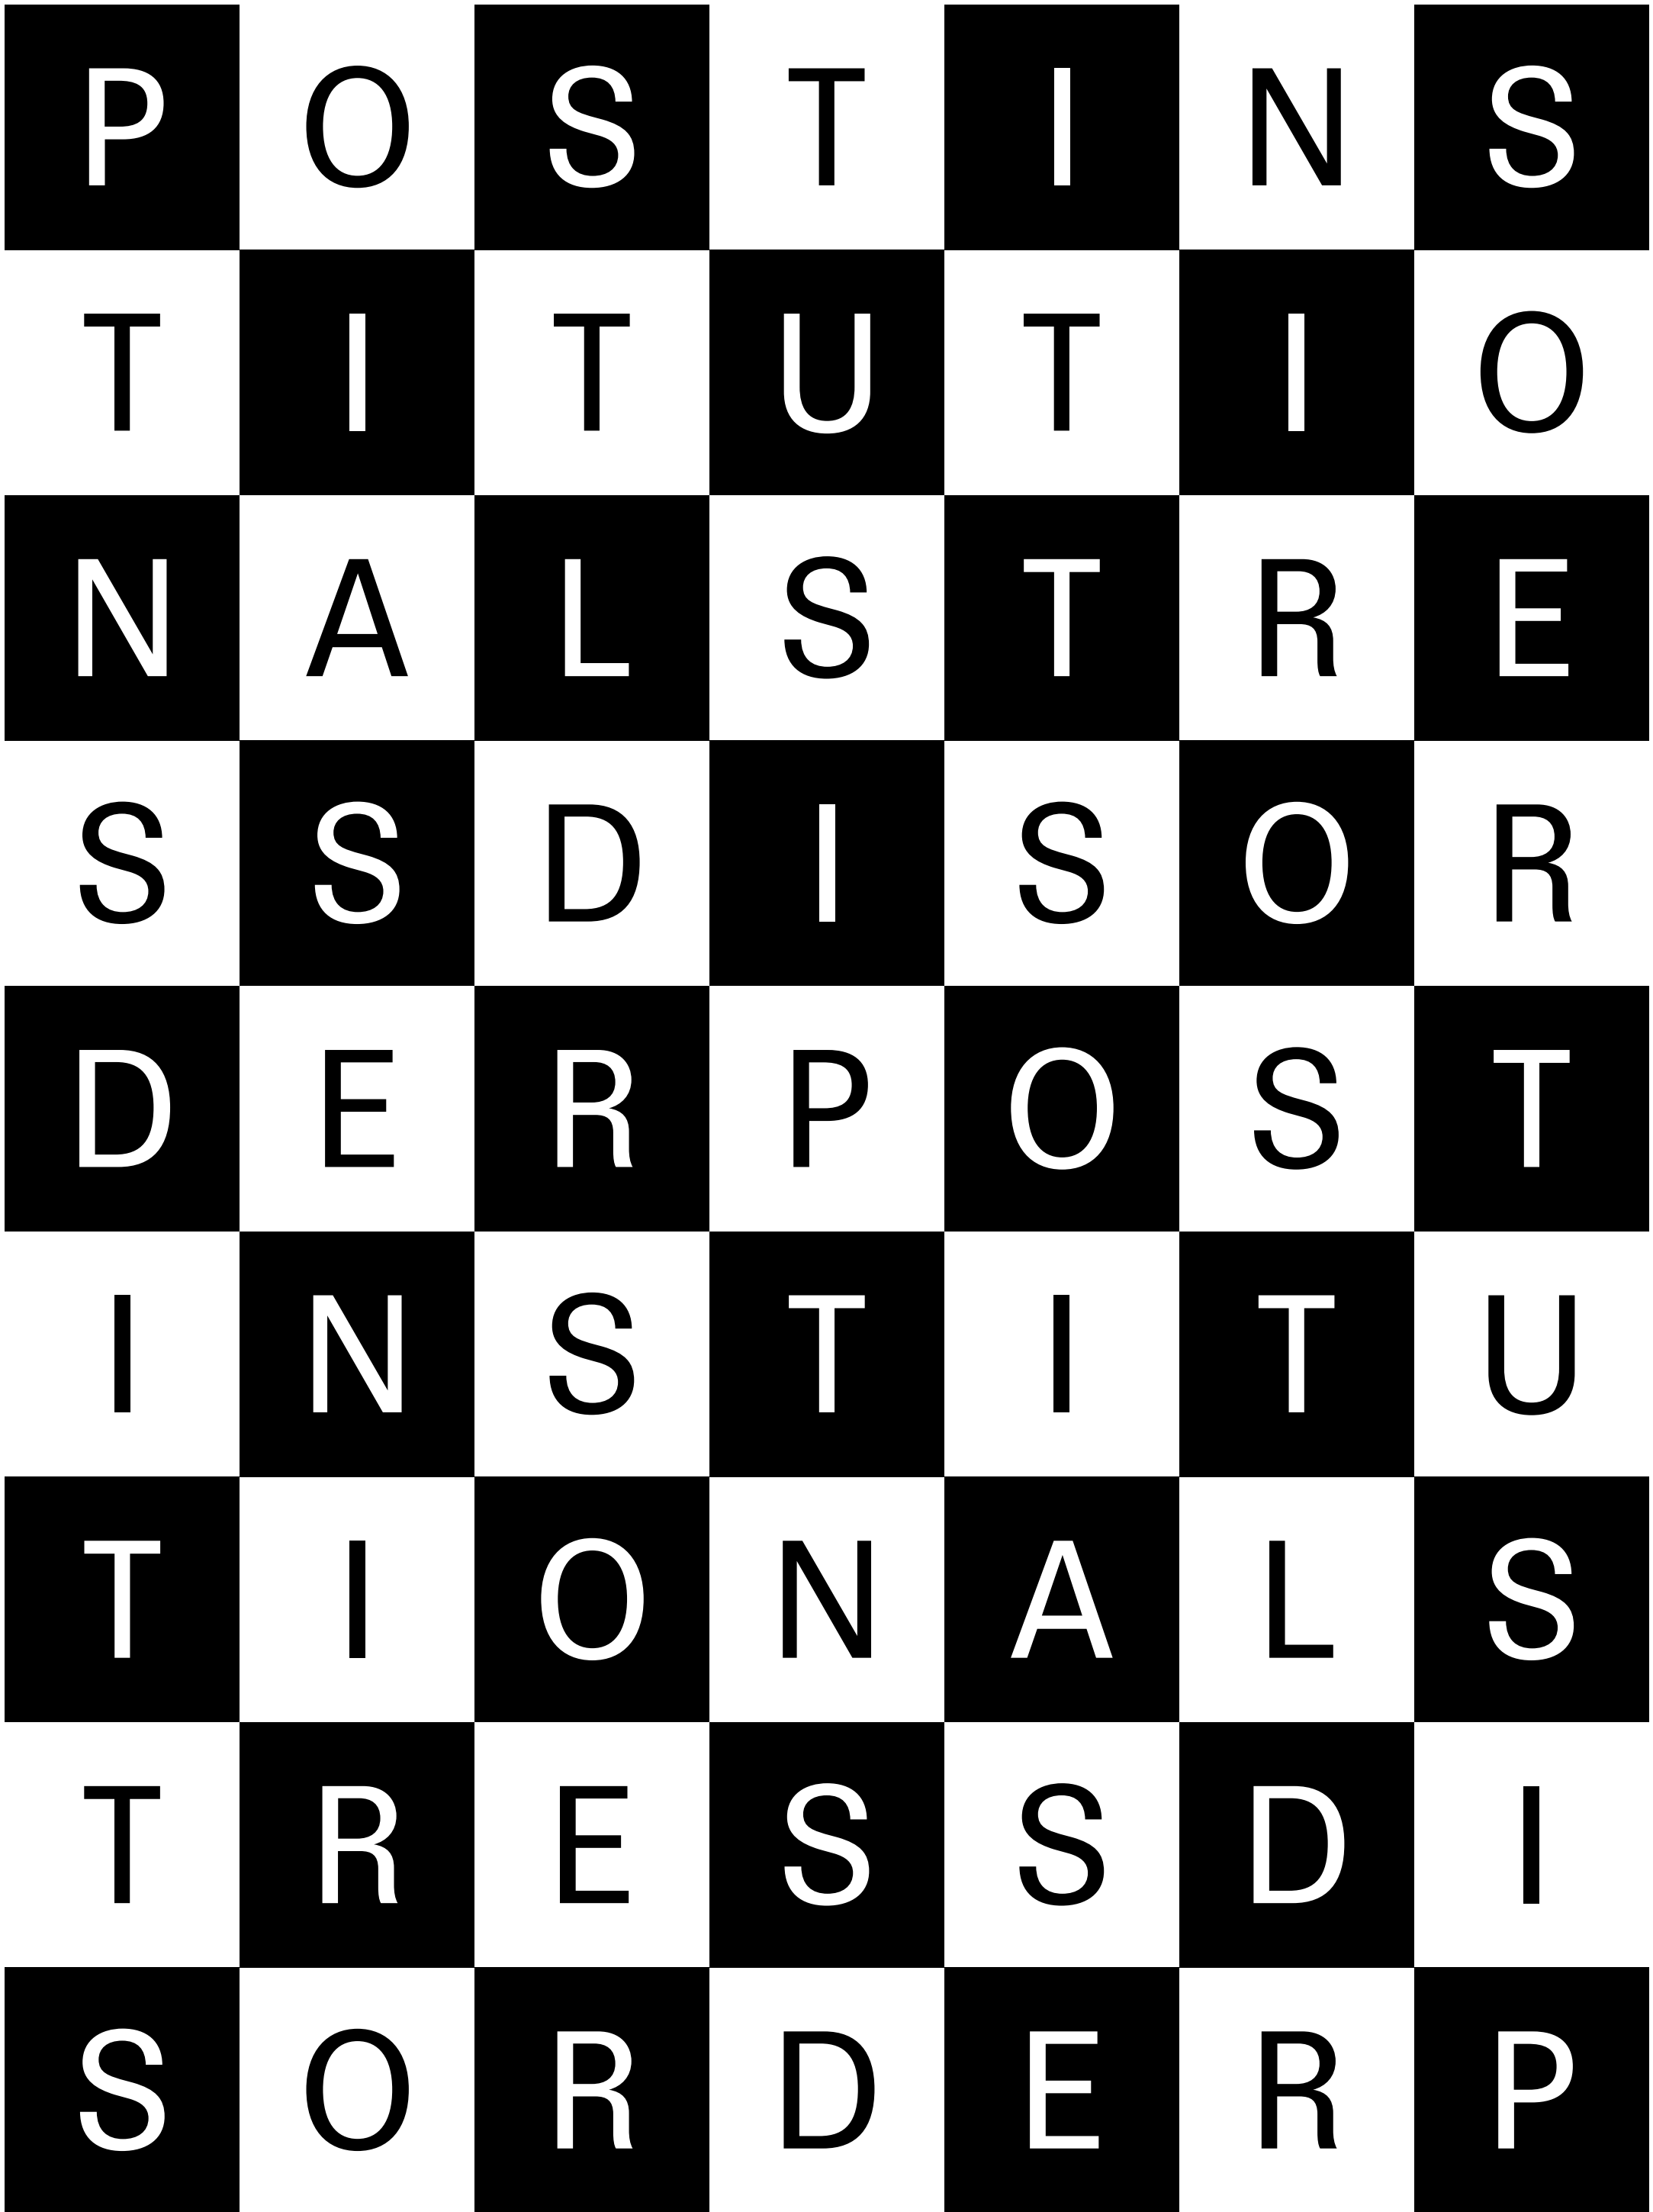 POSTINS
TITUTIO
NALSTRE
SSDISOR
DERPOST
INSTITU
TIONALS
TRESSDI
SORDERP